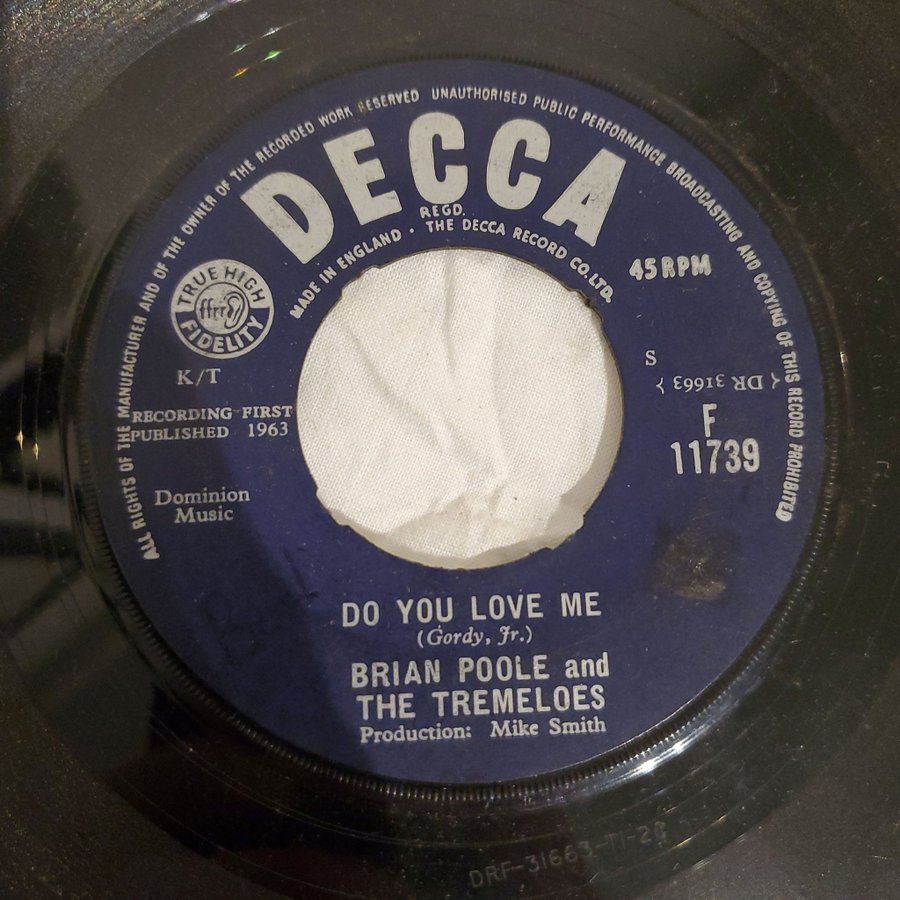 ALL RIGHTS OF THE MANUFACTURER AND OF THE OWNER OF THE RECORDED WORK RESERVED UNAUTHORISED PUBLIC PERFORMANCE BROADCASTING AND COPYING OF THIS RECORD PROHIBITED
DECCA
REGD.
MADE IN ENGLAND · THE DECCA RECORD CO. LTD.
45 RPM
TRUE HIGH
ffrr
FIDELITY
K/T
S
DR 31663
RECORDING FIRST
PUBLISHED 1963
F
11739
Dominion
Music
DO YOU LOVE ME
(Gordy, Jr.)
BRIAN POOLE and
THE TREMELOES
Production: Mike Smith
DRF-31663-T1-2C